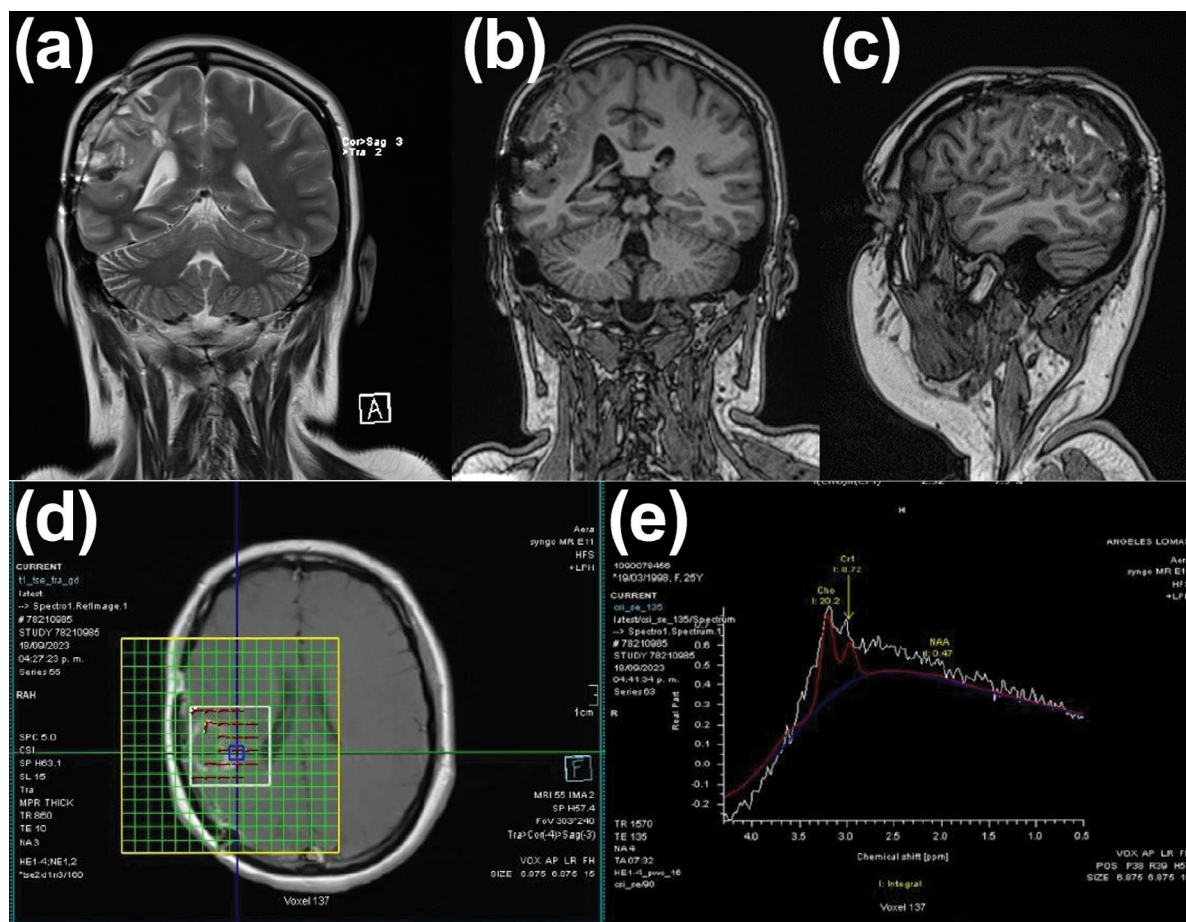 (a)
Cor>Sag 3
>Tra 2
A
(b)
(c)
(d)
CURRENT
t1_tse_tra_gd
latest
--> Spectro1.RefImage.1
# 78210985
STUDY 78210985
18/09/2023
04:27:23 p. m.
Series 55
RAH
SPC 5.0
CSI
SP H63.1
SL 15
Tra
MPR THICK
TR 860
TE 10
NA 3
HE1-4;NE1,2
Aera
syngo MR E11
HFS
+LPH
1cm
F
MRI 55 IMA 2
SP H57.4
FoV 303*240
Tra>Cor(-4)>Sag(-3)
VOX AP LR FH
SIZE 6.875 6.875 15
Voxel 137
(e)
H
1090078456
*19/03/1998, F, 25Y
CURRENT
csi_se_135
latest/csi_se_135/Spectrum
--> Spectro1.Spectrum.1
# 78210985
STUDY 78210985
18/09/2023
04:41:34 p. m.
Series 63
R
TR 1570
TE 135
NA 4
TA 07:32
csi_se/90
ANGELES LOMA
syngo MR E1
HFS
+LPH
Cr1
I: 8.72
Cho
I: 20.2
NAA
I: 0.47
Real Part
0.6
0.5
0.4
0.3
0.2
0.1
0.0
-0.1
-0.2
4.0 3.5 3.0 2.5 2.0 1.5 1.0 0.5
Chemical shift [ppm]
I: Integral
Voxel 137
VOX AP LR FH
POS P38 R39 H5
SIZE 6.875 6.875 15